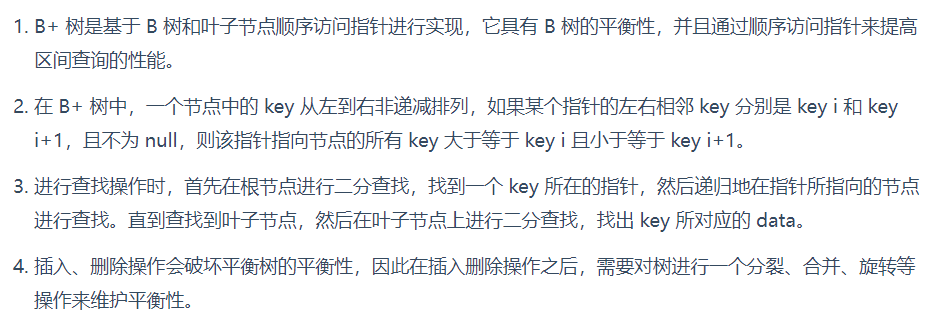 1. B+ 树是基于 B 树和叶子节点顺序访问指针进行实现，它具有 B 树的平衡性，并且通过顺序访问指针来提高
区间查询的性能。
2. 在 B+ 树中，一个节点中的 key 从左到右非递减排列，如果某个指针的左右相邻 key 分别是 key i 和 key
i+1，且不为 null，则该指针指向节点的所有 key 大于等于 key i 且小于等于 key i+1。
3. 进行查找操作时，首先在根节点进行二分查找，找到一个 key 所在的指针，然后递归地在指针所指向的节点
进行查找。直到查找到叶子节点，然后在叶子节点上进行二分查找，找出 key 所对应的 data。
4. 插入、删除操作会破坏平衡树的平衡性，因此在插入删除操作之后，需要对树进行一个分裂、合并、旋转等
操作来维护平衡性。